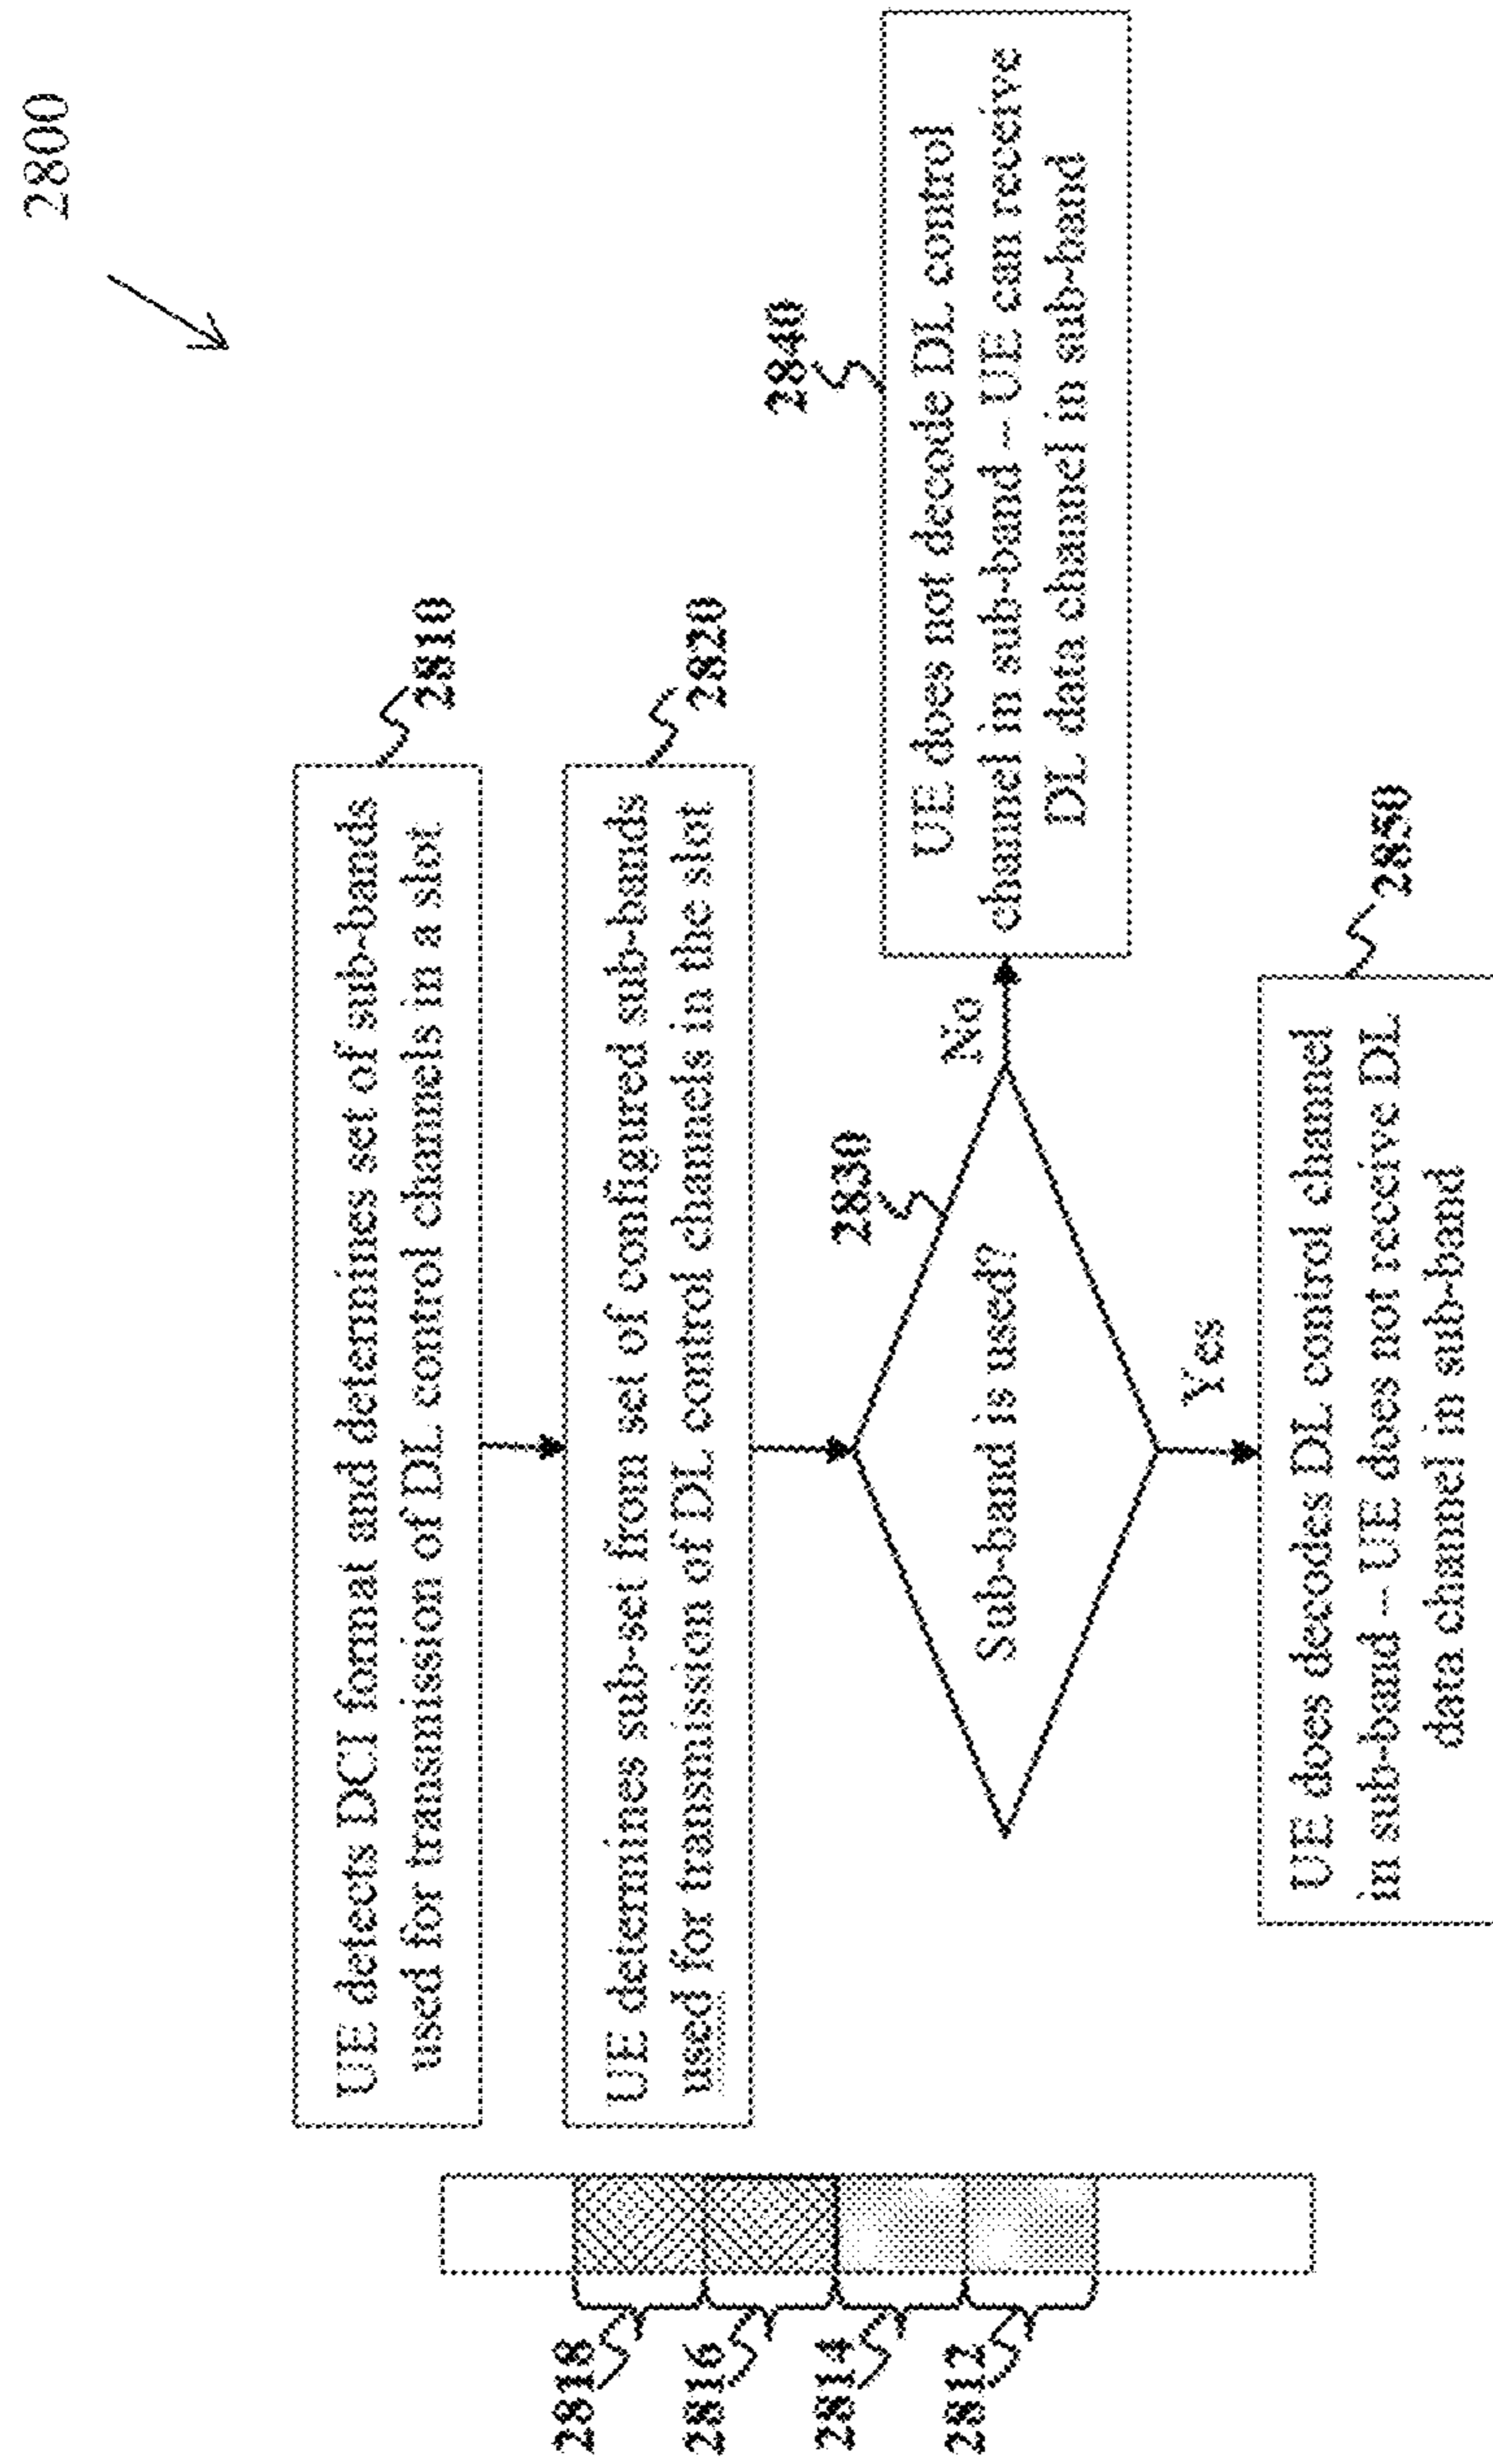 2800
UE detects DCI format and determines set of sub-bands
used for transmission of DL control channels in a slot
2810
UE determines sub-set from set of configured sub-bands
used for transmission of DL control channels in the slot
2820
2818
2816
2814
2812
2830
Sub-band is used?
No
2840
UE does not decode DL control
channel in sub-band – UE can receive
DL data channel in sub-band
Yes
2850
UE does decodes DL control channel
in sub-band – UE does not receive DL
data channel in sub-band